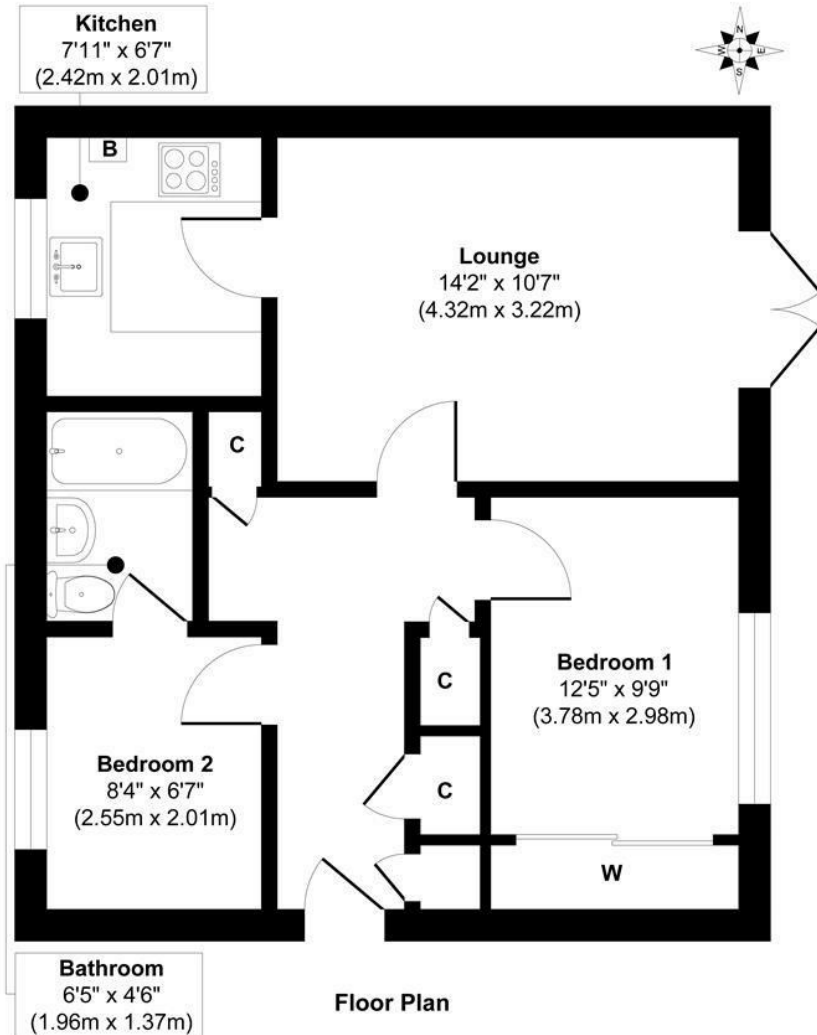 Kitchen
7'11" x 6'7"
(2.42m x 2.01m)
N
W
E
S
B
Lounge
14'2" x 10'7"
(4.32m x 3.22m)
C
Bedroom 1
12'5" x 9'9"
(3.78m x 2.98m)
C
Bedroom 2
8'4" x 6'7"
(2.55m x 2.01m)
C
W
Bathroom
6'5" x 4'6"
(1.96m x 1.37m)
Floor Plan